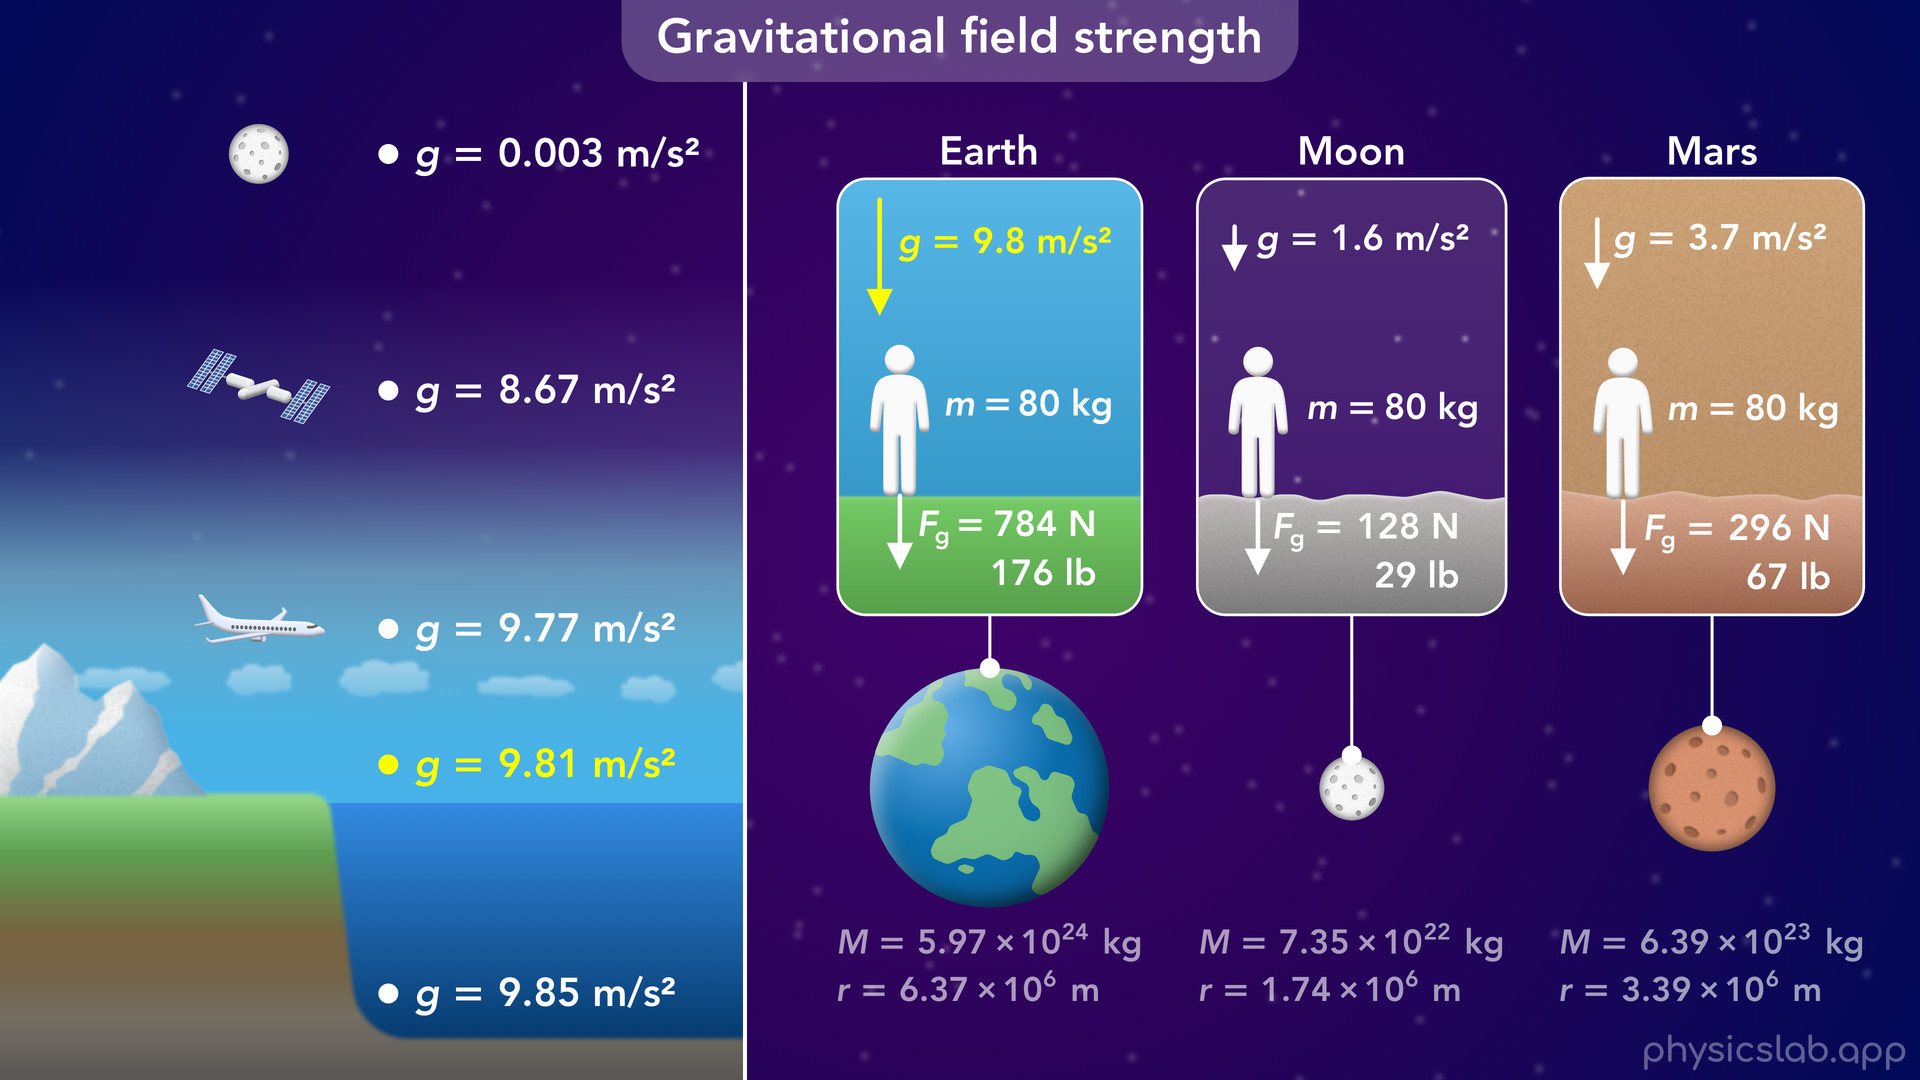 Gravitational field strength
g = 0.003 m/s²
g = 8.67 m/s²
g = 9.77 m/s²
g = 9.81 m/s²
g = 9.85 m/s²
Earth
g = 9.8 m/s²
m = 80 kg
Fg = 784 N
176 lb
M = 5.97 × 10²⁴ kg
r = 6.37 × 10⁶ m
Moon
g = 1.6 m/s²
m = 80 kg
Fg = 128 N
29 lb
M = 7.35 × 10²² kg
r = 1.74 × 10⁶ m
Mars
g = 3.7 m/s²
m = 80 kg
Fg = 296 N
67 lb
M = 6.39 × 10²³ kg
r = 3.39 × 10⁶ m
physicslab.app